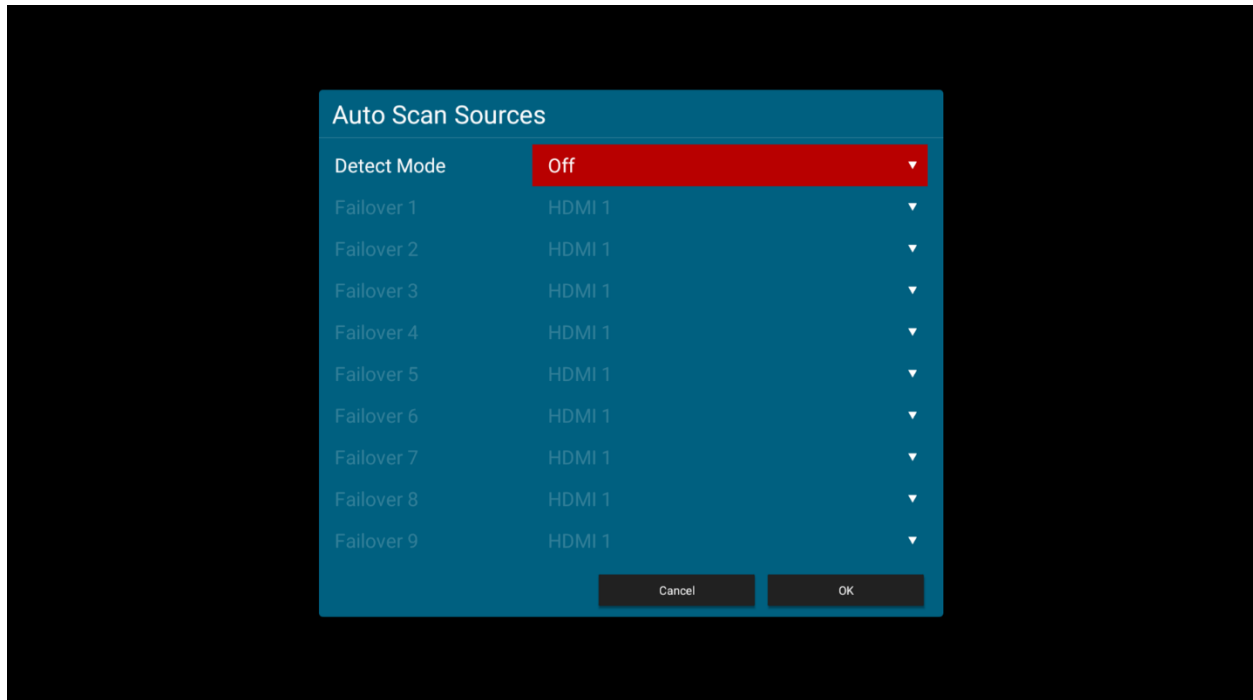 Auto Scan Sources
Detect Mode Off
Failover 1 HDMI 1
Failover 2 HDMI 1
Failover 3 HDMI 1
Failover 4 HDMI 1
Failover 5 HDMI 1
Failover 6 HDMI 1
Failover 7 HDMI 1
Failover 8 HDMI 1
Failover 9 HDMI 1
Cancel OK